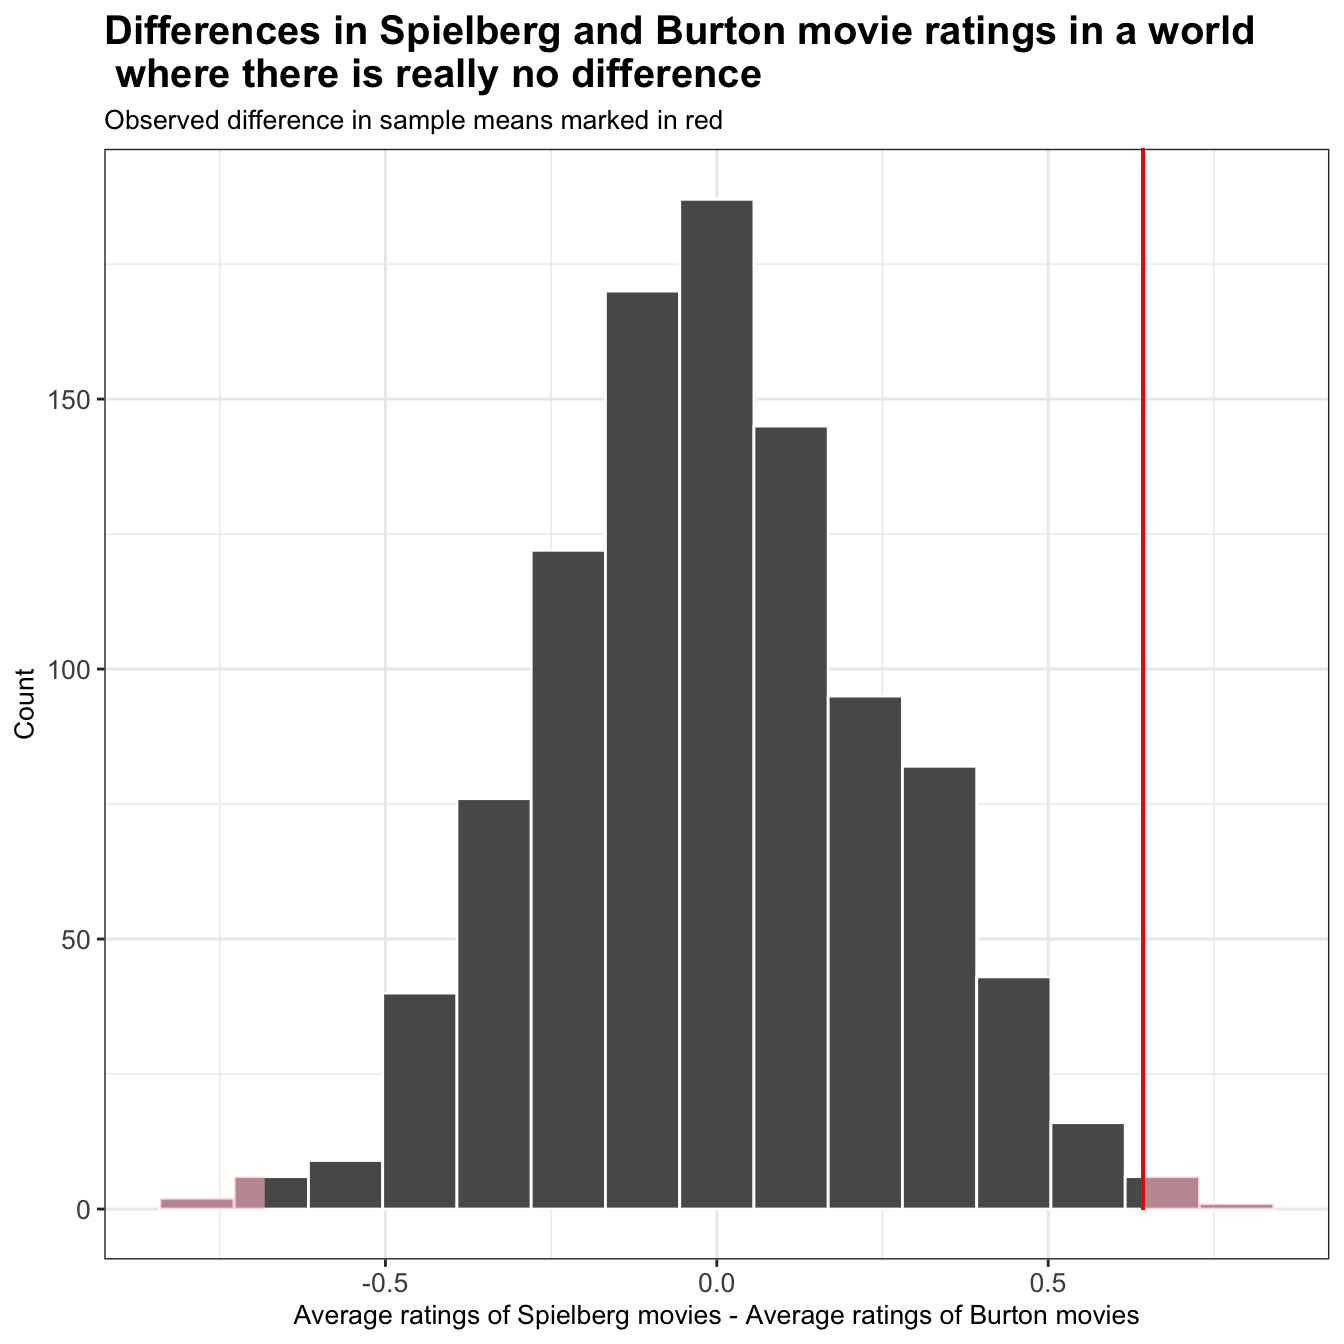 Differences in Spielberg and Burton movie ratings in a world
where there is really no difference
Observed difference in sample means marked in red
150
100
50
0
Count
-0.5 0.0 0.5
Average ratings of Spielberg movies - Average ratings of Burton movies